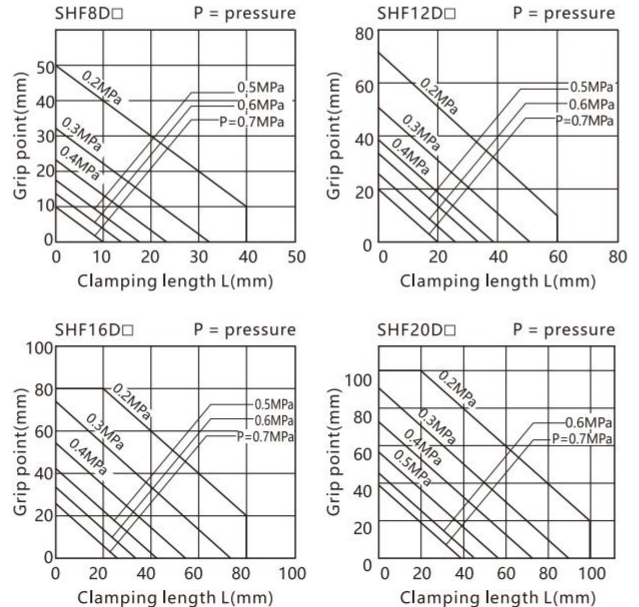 SHF8D□ P = pressure
Grip point(mm)
50
40
30
20
10
0
0.2MPa
0.3MPa
0.4MPa
0.5MPa
0.6MPa
P=0.7MPa
0 10 20 30 40 50
Clamping length L(mm)
SHF12D□ P = pressure
Grip point(mm)
80
60
40
20
0
0.2MPa
0.3MPa
0.4MPa
0.5MPa
0.6MPa
P=0.7MPa
0 20 40 60 80
Clamping length L(mm)
SHF16D□ P = pressure
Grip point(mm)
100
80
60
40
20
0
0.2MPa
0.3MPa
0.4MPa
0.5MPa
0.6MPa
P=0.7MPa
0 20 40 60 80 100
Clamping length L(mm)
SHF20D□ P = pressure
Grip point(mm)
100
80
60
40
20
0
0.2MPa
0.3MPa
0.4MPa
0.5MPa
0.6MPa
P=0.7MPa
0 20 40 60 80 100
Clamping length L(mm)